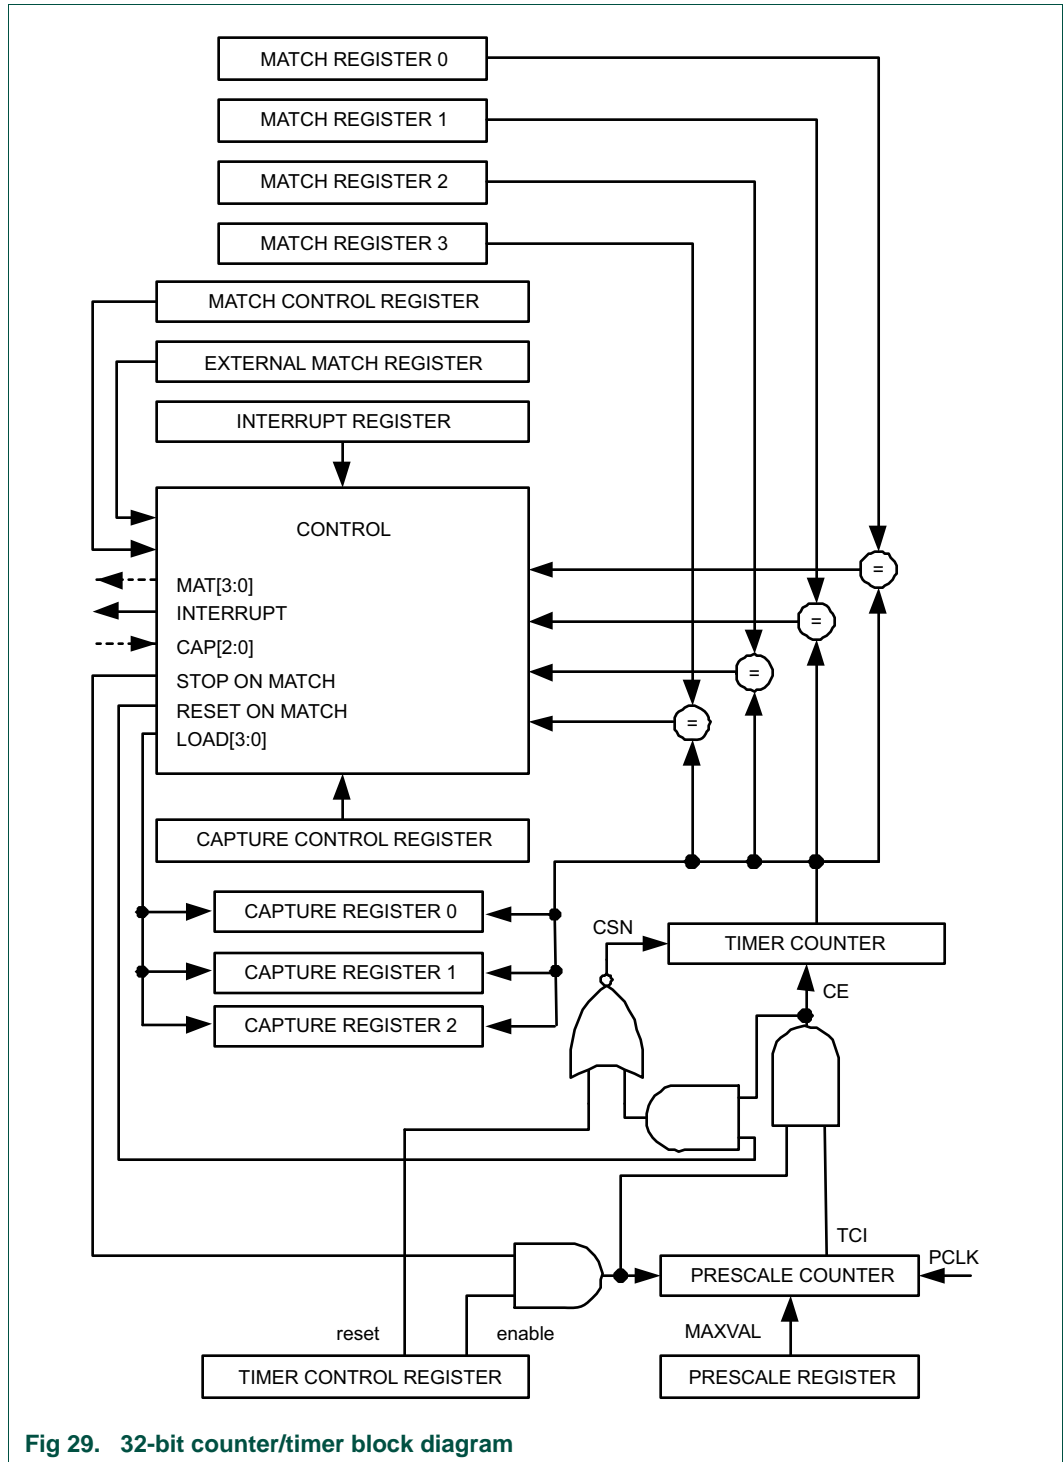 MATCH REGISTER 0
MATCH REGISTER 1
MATCH REGISTER 2
MATCH REGISTER 3
MATCH CONTROL REGISTER
EXTERNAL MATCH REGISTER
INTERRUPT REGISTER
CONTROL
=
=
=
=
MAT[3:0]
INTERRUPT
CAP[2:0]
STOP ON MATCH
RESET ON MATCH
LOAD[3:0]
CAPTURE CONTROL REGISTER
CAPTURE REGISTER 0
CAPTURE REGISTER 1
CAPTURE REGISTER 2
CSN
TIMER COUNTER
CE
TCI
PCLK
PRESCALE COUNTER
reset
enable
MAXVAL
TIMER CONTROL REGISTER
PRESCALE REGISTER
Fig 29. 32-bit counter/timer block diagram